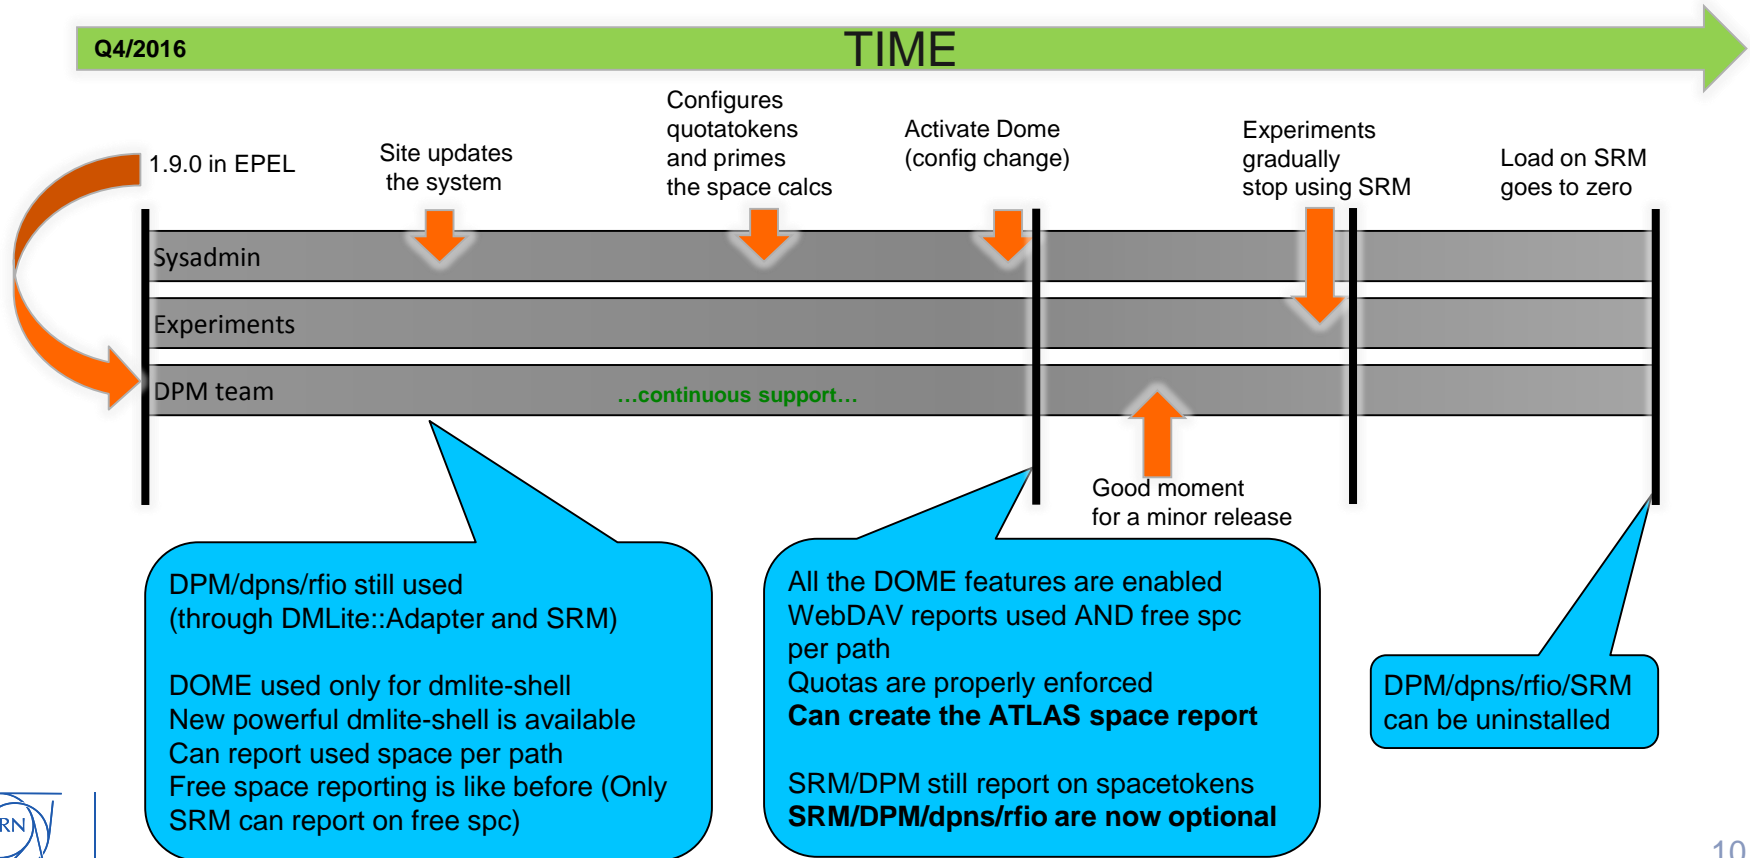 Q4/2016
TIME
1.9.0 in EPEL
Site updates
the system
Configures
quotatokens
and primes
the space calcs
Activate Dome
(config change)
Experiments
gradually
stop using SRM
Load on SRM
goes to zero
Sysadmin
Experiments
DPM team
…continuous support…
Good moment
for a minor release
DPM/dpns/rfio still used
(through DMLite::Adapter and SRM)
DOME used only for dmlite-shell
New powerful dmlite-shell is available
Can report used space per path
Free space reporting is like before (Only
SRM can report on free spc)
All the DOME features are enabled
WebDAV reports used AND free spc
per path
Quotas are properly enforced
Can create the ATLAS space report
SRM/DPM still report on spacetokens
SRM/DPM/dpns/rfio are now optional
DPM/dpns/rfio/SRM
can be uninstalled
RN
10